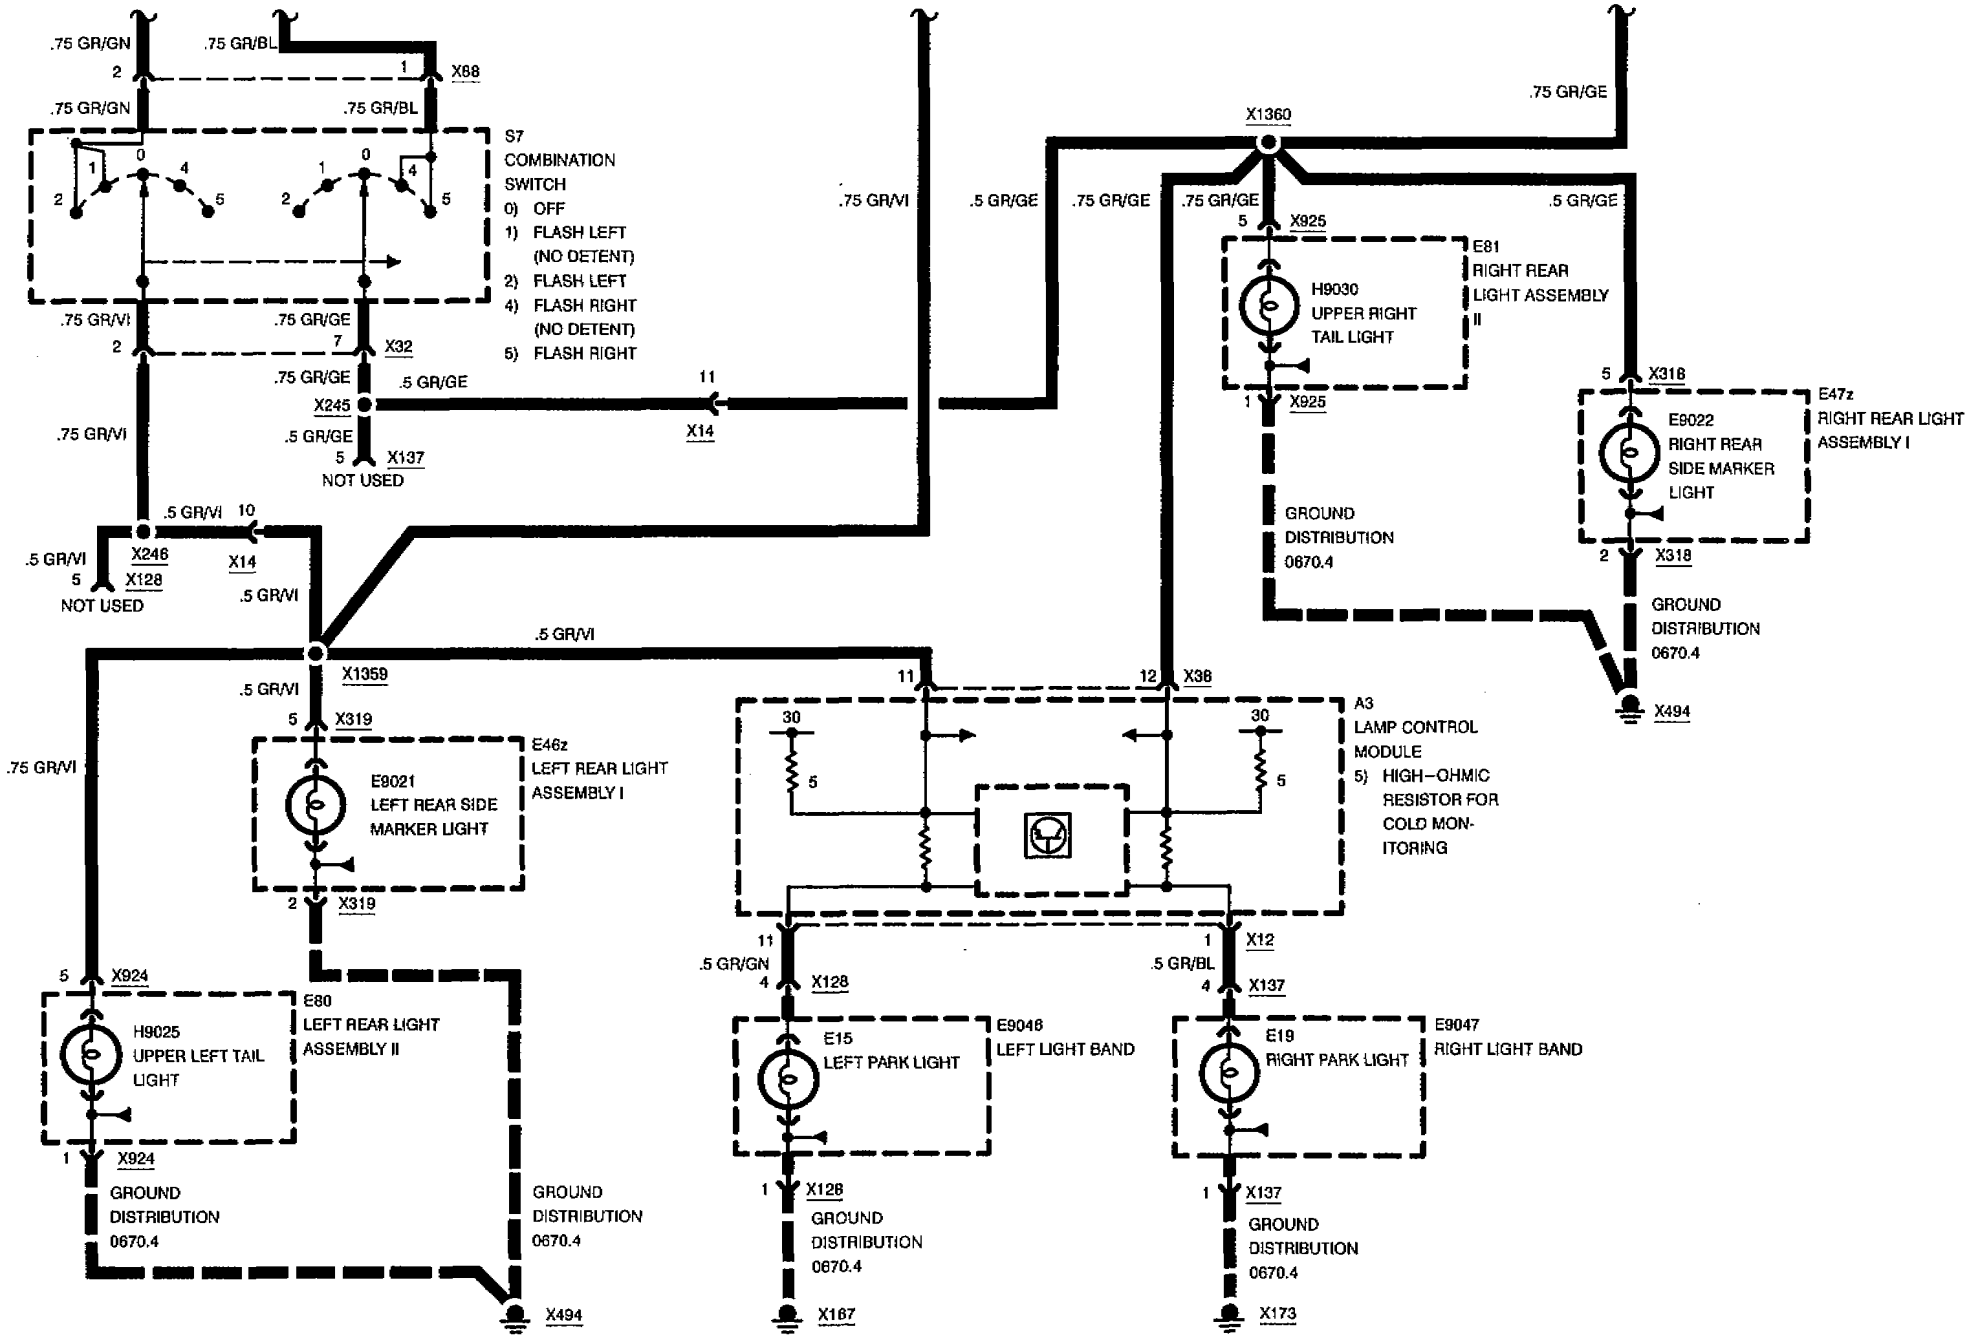 .75 GR/GN
.75 GR/BL
2
1
X68
.75 GR/GN
.75 GR/BL
S7
COMBINATION
SWITCH
0) OFF
1) FLASH LEFT
(NO DETENT)
2) FLASH LEFT
4) FLASH RIGHT
(NO DETENT)
5) FLASH RIGHT
0
1
4
2
5
0
1
4
2
5
.75 GR/VI
.75 GR/GE
2
7
X32
.75 GR/GE
.5 GR/GE
X245
11
X14
.5 GR/GE
5
X137
NOT USED
.75 GR/VI
.5 GR/VI
10
X246
X14
.5 GR/VI
5
X128
NOT USED
.5 GR/VI
.75 GR/VI
.5 GR/GE
.75 GR/GE
.75 GR/GE
.5 GR/GE
.75 GR/GE
X1360
5
X925
E81
RIGHT REAR
LIGHT ASSEMBLY
II
H9030
UPPER RIGHT
TAIL LIGHT
1
X925
GROUND
DISTRIBUTION
0670.4
5
X318
E47z
RIGHT REAR LIGHT
ASSEMBLY I
E9022
RIGHT REAR
SIDE MARKER
LIGHT
2
X318
GROUND
DISTRIBUTION
0670.4
X494
.5 GR/VI
X1359
.5 GR/VI
5
X319
E46z
LEFT REAR LIGHT
ASSEMBLY I
E9021
LEFT REAR SIDE
MARKER LIGHT
2
X319
.75 GR/VI
11
12
X38
A3
LAMP CONTROL
MODULE
5) HIGH-OHMIC
RESISTOR FOR
COLD MON-
ITORING
30
5
30
5
5
X924
E80
LEFT REAR LIGHT
ASSEMBLY II
H9025
UPPER LEFT TAIL
LIGHT
1
X924
GROUND
DISTRIBUTION
0670.4
GROUND
DISTRIBUTION
0670.4
X494
11
1
X12
.5 GR/GN
.5 GR/BL
4
X128
4
X137
E9046
LEFT LIGHT BAND
E15
LEFT PARK LIGHT
1
X128
GROUND
DISTRIBUTION
0670.4
X167
E9047
RIGHT LIGHT BAND
E19
RIGHT PARK LIGHT
1
X137
GROUND
DISTRIBUTION
0670.4
X173